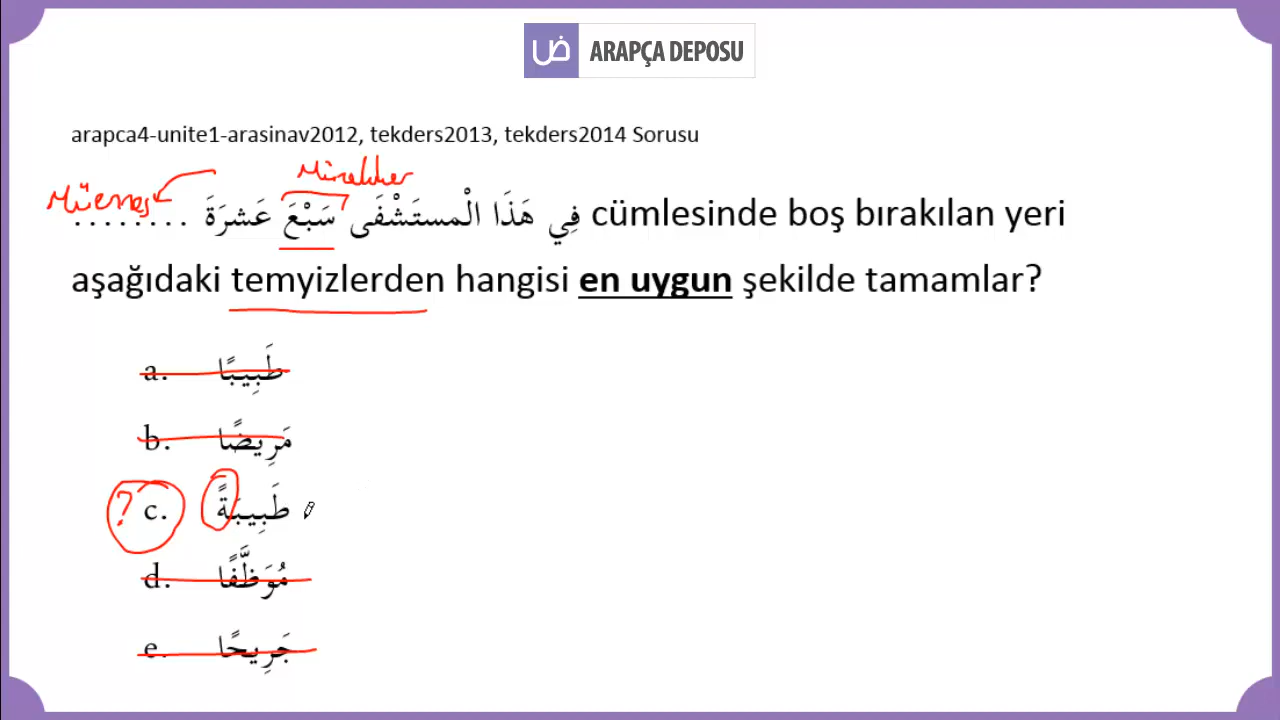 ض ARAPÇA DEPOSU
arapca4-unite1-arasinav2012, tekders2013, tekders2014 Sorusu
Müzekker
Müennes
فِي هَذَا الْمستَشْفَى سَبْعَ عَشرَةَ ........ cümlesinde boş bırakılan yeri
aşağıdaki temyizlerden hangisi en uygun şekilde tamamlar?
a. طَبِيبًا
b. مَرِيضًا
? c. طَبِيبَةً
d. مُوَظَّفًا
e. جَرِيحًا